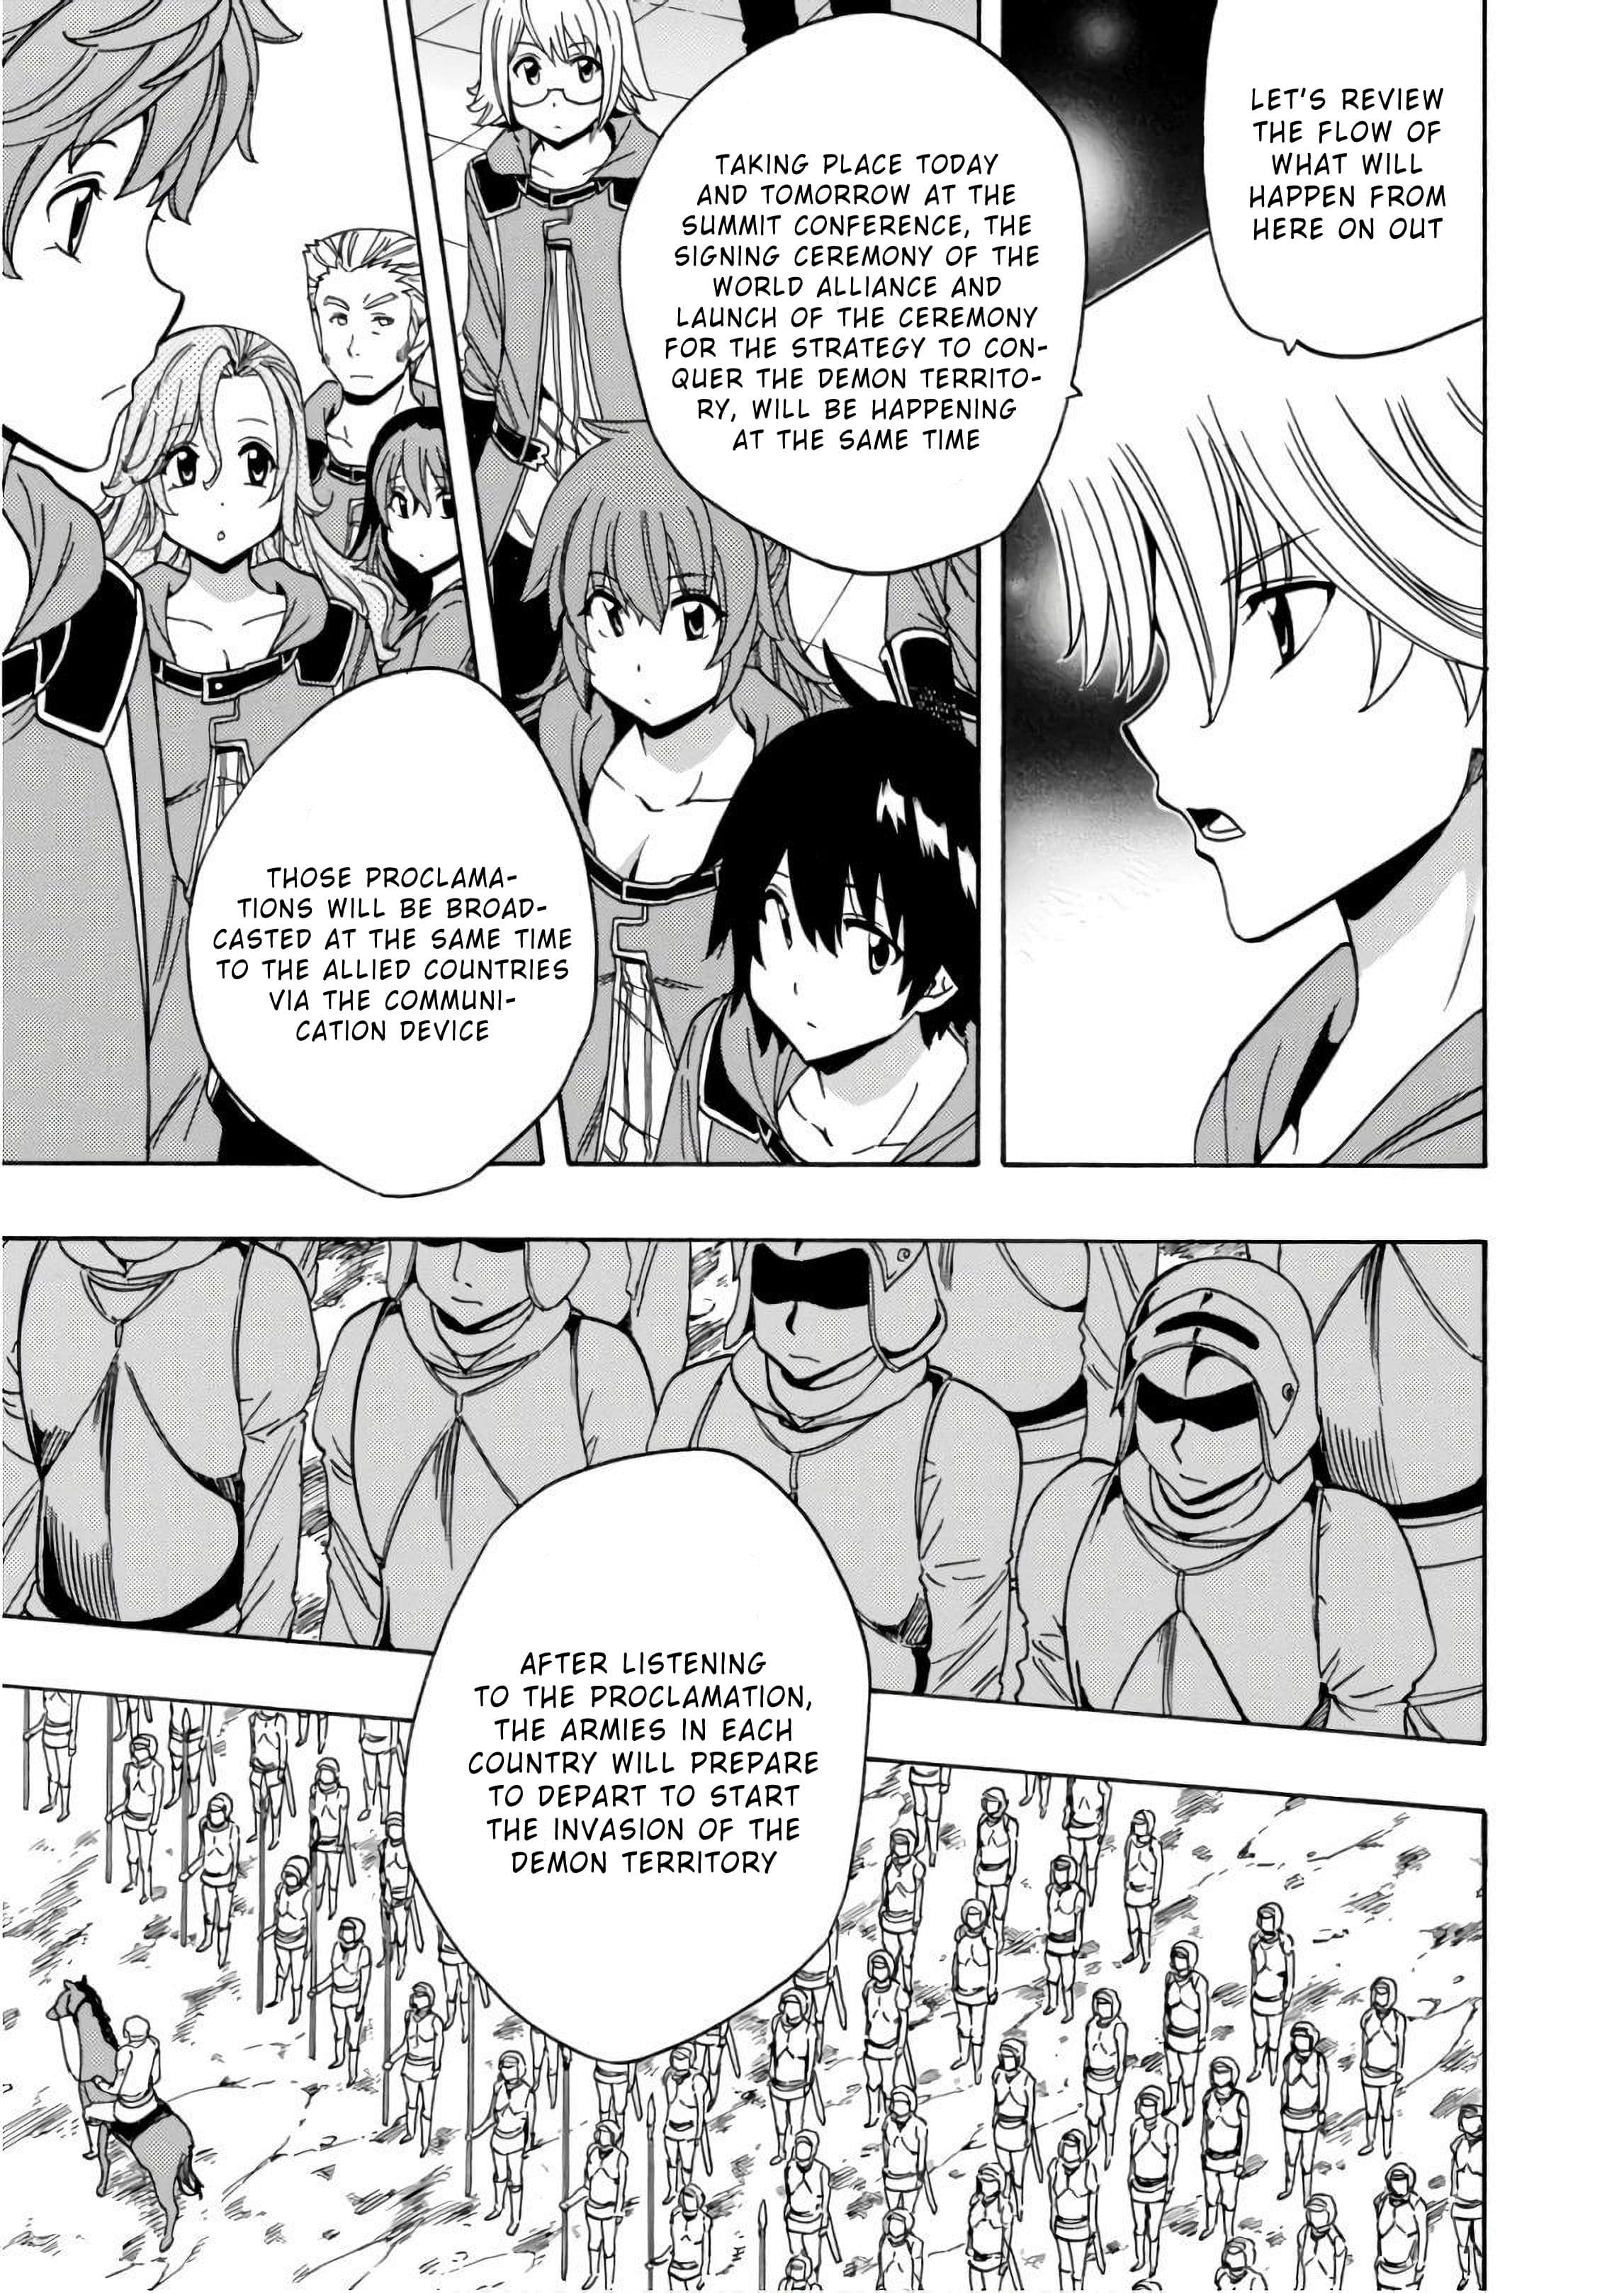 LET'S REVIEW
THE FLOW OF
WHAT WILL
HAPPEN FROM
HERE ON OUT
TAKING PLACE TODAY
AND TOMORROW AT THE
SUMMIT CONFERENCE, THE
SIGNING CEREMONY OF THE
WORLD ALLIANCE AND
LAUNCH OF THE CEREMONY
FOR THE STRATEGY TO CON-
QUER THE DEMON TERRITO-
RY, WILL BE HAPPENING
AT THE SAME TIME
THOSE PROCLAMA-
TIONS WILL BE BROAD-
CASTED AT THE SAME TIME
TO THE ALLIED COUNTRIES
VIA THE COMMUNI-
CATION DEVICE
AFTER LISTENING
TO THE PROCLAMATION,
THE ARMIES IN EACH
COUNTRY WILL PREPARE
TO DEPART TO START
THE INVASION OF THE
DEMON TERRITORY